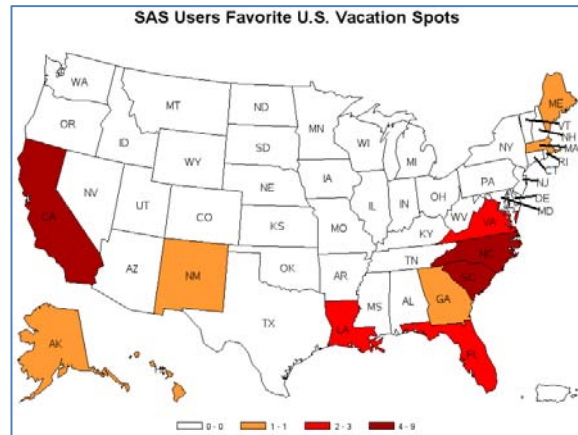 SAS Users Favorite U.S. Vacation Spots
WA
MT
ND
MN
ME
OR
ID
WY
SD
WI
MI
NY
VT
NH
MA
RI
CT
NJ
DE
MD
NV
UT
CO
NE
IA
IL
IN
OH
PA
WV
VA
CA
KS
MO
KY
NC
TN
SC
AZ
NM
OK
AR
MS
AL
GA
TX
LA
FL
AK
0 - 0
1 - 1
2 - 3
4 - 9